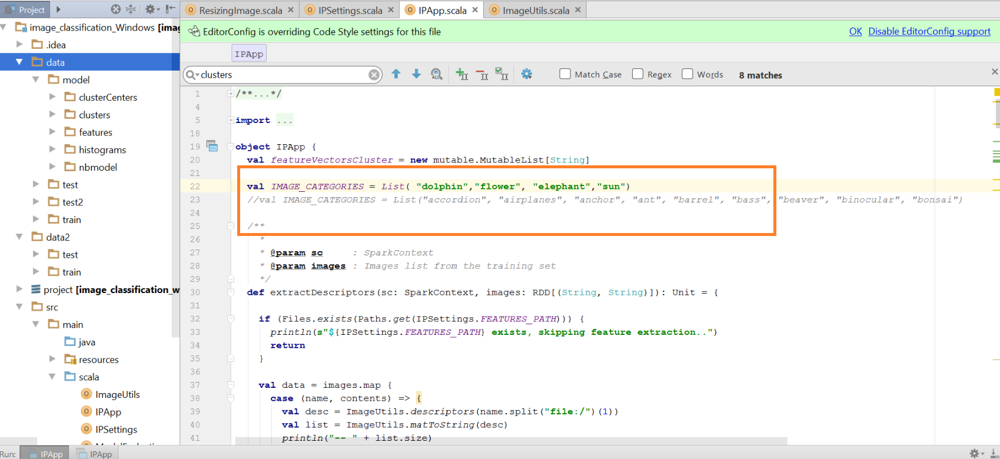 Project
ResizingImage.scala
IPSettings.scala
IPApp.scala
ImageUtils.scala
image_classification_Windows [imag
.idea
data
model
clusterCenters
clusters
features
histograms
nbmodel
test
test2
train
data2
test
train
project [image_classification_w
src
main
java
resources
scala
ImageUtils
IPApp
IPSettings
EditorConfig is overriding Code Style settings for this file
OK Disable EditorConfig support
IPApp
clusters
ALL
Match Case
Regex
Words
8 matches
1 /**...*/
4
5 import ...
18
19 object IPApp {
20 val featureVectorsCluster = new mutable.MutableList[String]
21
22 val IMAGE_CATEGORIES = List( "dolphin","flower", "elephant","sun")
23 //val IMAGE_CATEGORIES = List("accordion", "airplanes", "anchor", "ant", "barrel", "bass", "beaver", "binocular", "bonsai")
24
25 /**
26 *
27 * @param sc : SparkContext
28 * @param images : Images list from the training set
29 */
30 def extractDescriptors(sc: SparkContext, images: RDD[(String, String)]): Unit = {
31
32 if (Files.exists(Paths.get(IPSettings.FEATURES_PATH))) {
33 println(s"${IPSettings.FEATURES_PATH} exists, skipping feature extraction..")
34 return
35 }
36
37 val data = images.map {
38 case (name, contents) => {
39 val desc = ImageUtils.descriptors(name.split("file:/")(1))
40 val list = ImageUtils.matToString(desc)
41 println("-- " + list.size)
Run: IPApp IPApp